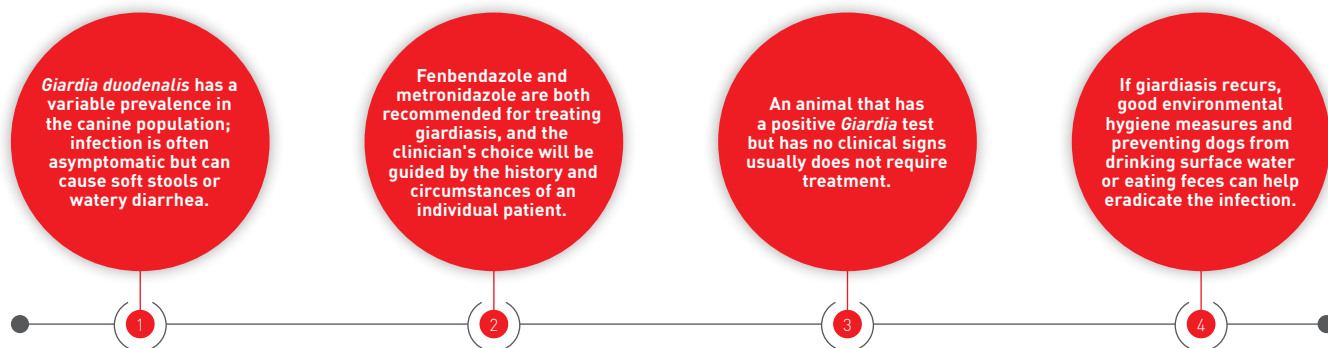 Giardia duodenalis has a
variable prevalence in
the canine population;
infection is often
asymptomatic but can
cause soft stools or
watery diarrhea.
Fenbendazole and
metronidazole are both
recommended for treating
giardiasis, and the
clinician's choice will be
guided by the history and
circumstances of an
individual patient.
An animal that has
a positive Giardia test
but has no clinical signs
usually does not require
treatment.
If giardiasis recurs,
good environmental
hygiene measures and
preventing dogs from
drinking surface water
or eating feces can help
eradicate the infection.
1
2
3
4